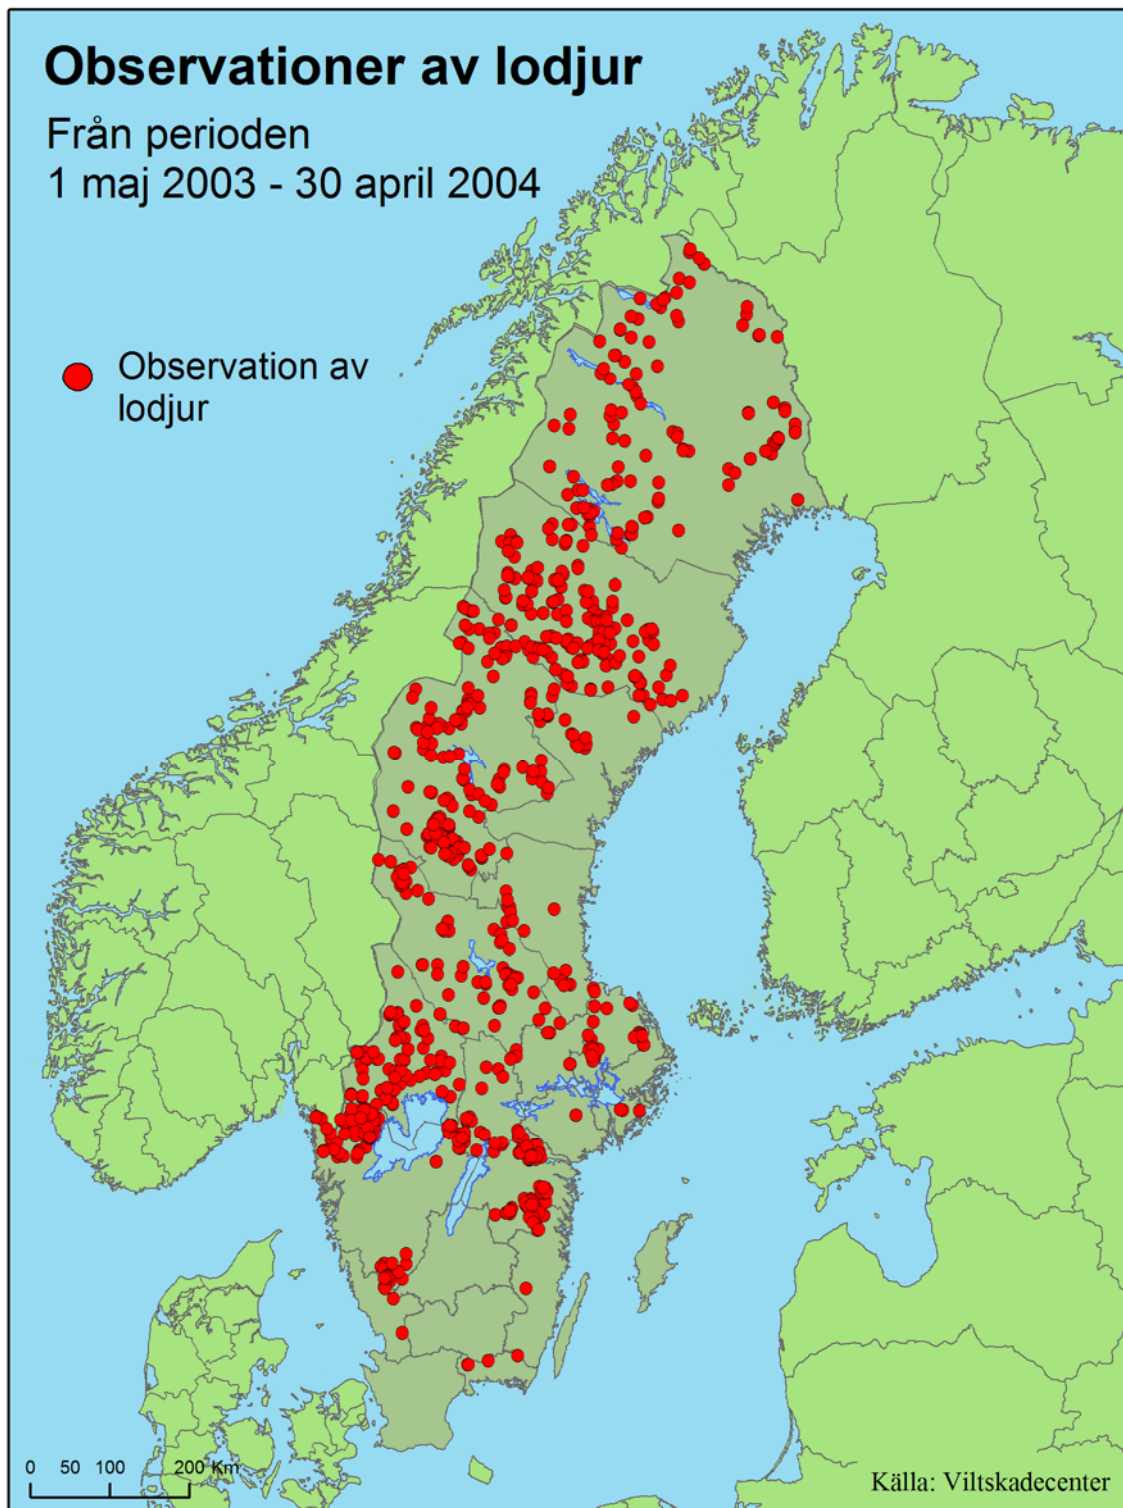 Observationer av lodjur
Från perioden
1 maj 2003 - 30 april 2004
Observation av
lodjur
0 50 100 200 Km
Källa: Viltskadecenter